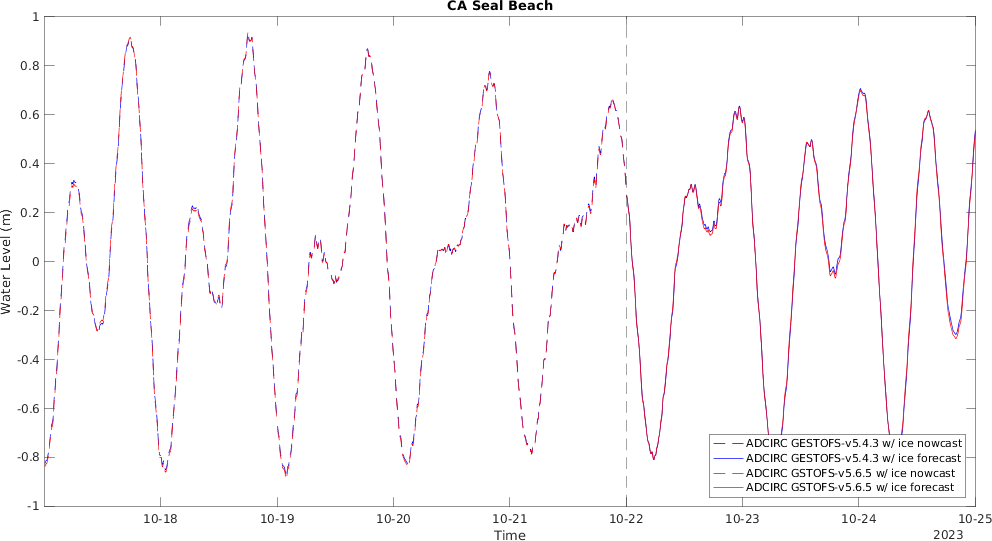 CA Seal Beach
Water Level (m)
1
0.8
0.6
0.4
0.2
0
-0.2
-0.4
-0.6
-0.8
-1
10-18
10-19
10-20
10-21
10-22
10-23
10-24
10-25
Time
2023
ADCIRC GESTOFS-v5.4.3 w/ ice nowcast
ADCIRC GESTOFS-v5.4.3 w/ ice forecast
ADCIRC GSTOFS-v5.6.5 w/ ice nowcast
ADCIRC GSTOFS-v5.6.5 w/ ice forecast